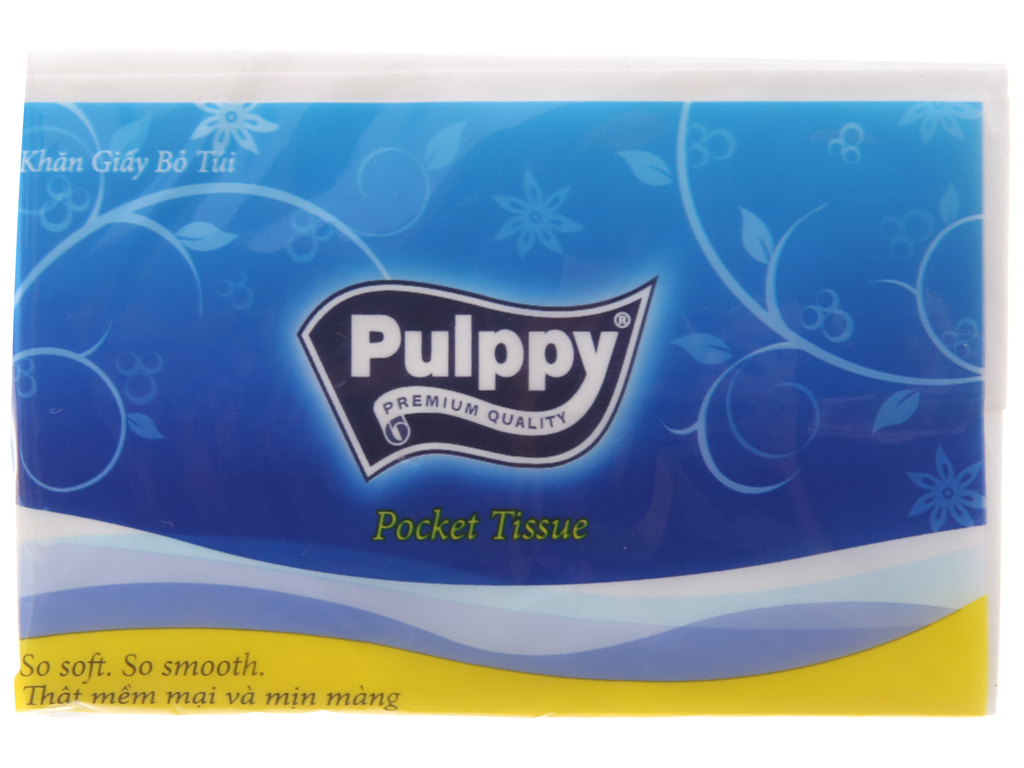 Khăn Giấy Bỏ Túi
Pulppy®
PREMIUM QUALITY
Pocket Tissue
So soft. So smooth.
Thật mềm mại và mịn màng